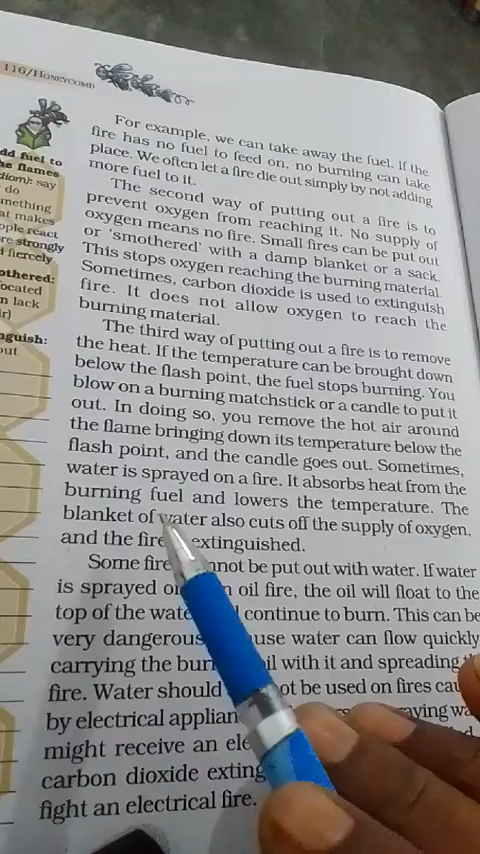 116/HONEYCOMB
For example, we can take away the fuel. If the
fire has no fuel to feed on, no burning can take
place. We often let a fire die out simply by not adding
more fuel to it.
The second way of putting out a fire is to
prevent oxygen from reaching it. No supply of
oxygen means no fire. Small fires can be put out
or ‘smothered’ with a damp blanket or a sack.
This stops oxygen reaching the burning material.
Sometimes, carbon dioxide is used to extinguish
fire. It does not allow oxygen to reach the
burning material.
The third way of putting out a fire is to remove
the heat. If the temperature can be brought down
below the flash point, the fuel stops burning. You
blow on a burning matchstick or a candle to put it
out. In doing so, you remove the hot air around
the flame bringing down its temperature below the
flash point, and the candle goes out. Sometimes,
water is sprayed on a fire. It absorbs heat from the
burning fuel and lowers the temperature. The
blanket of water also cuts off the supply of oxygen,
and the fire extinguished.
Some fire not be put out with water. If water
is sprayed oil fire, the oil will float to the
top of the continue to burn. This can be
very dangerous water can flow quickly
carrying the with it and spreading
fire. Water should not be used on fires
by electrical
might receive an
carbon dioxide
fight an electrical fire.
dd fuel to
he flames
diom): say
do
mething
at makes
ople react
re strongly
d fiercely
othered:
ocated
n lack
ir)
nguish:
out